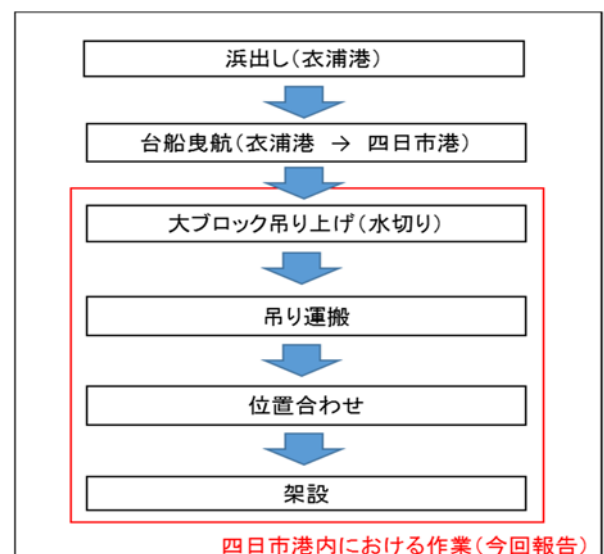 浜出し(衣浦港)
台船曳航(衣浦港 → 四日市港)
大ブロック吊り上げ(水切り)
吊り運搬
位置合わせ
架設
四日市港内における作業(今回報告)